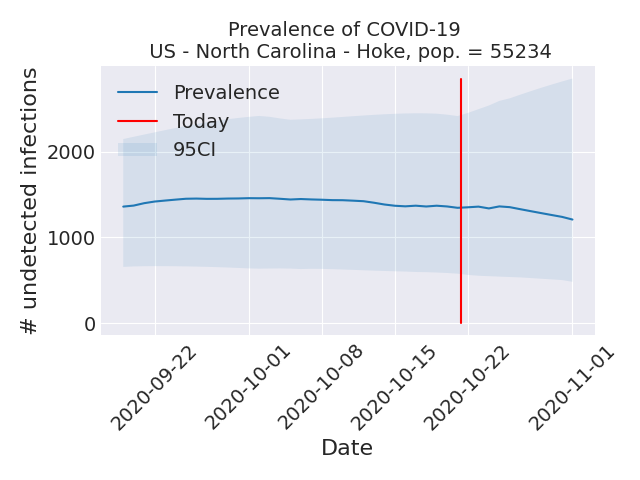 Prevalence of COVID-19
US - North Carolina - Hoke, pop. = 55234
Prevalence
Today
95CI
# undetected infections
2000
1000
0
2020-09-22
2020-10-01
2020-10-08
2020-10-15
2020-10-22
2020-11-01
Date